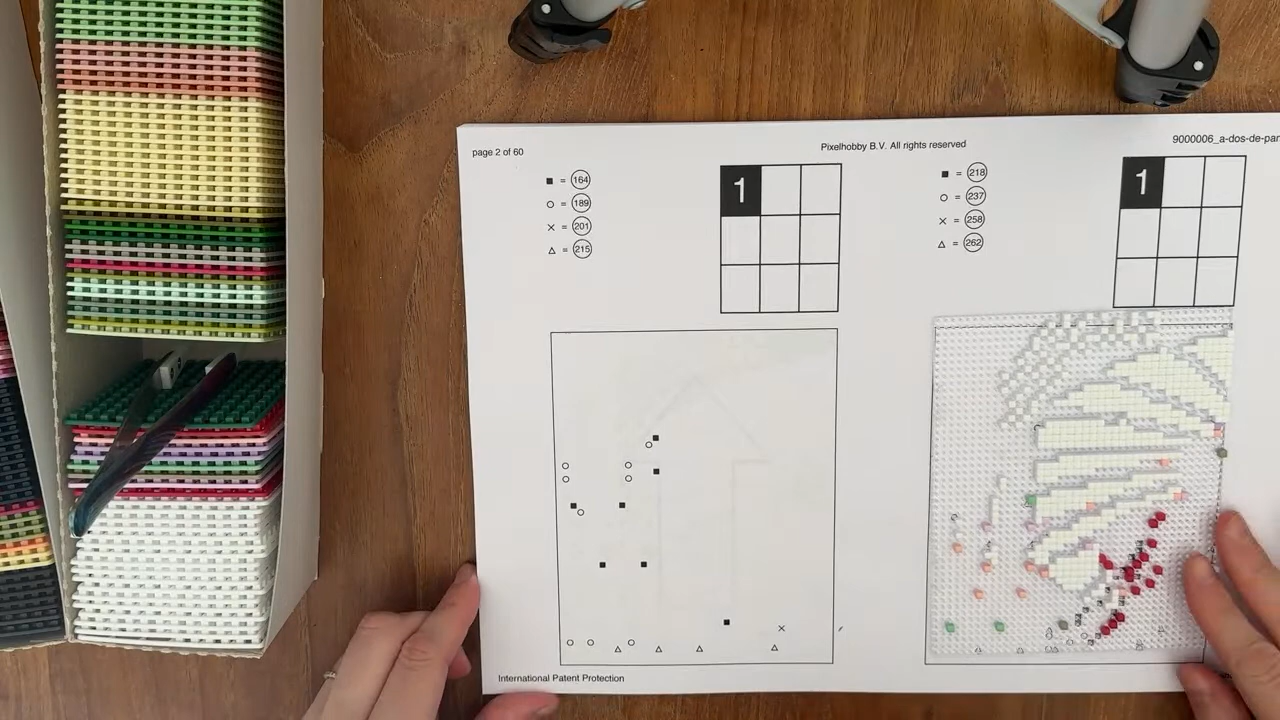 page 2 of 60
Pixelhobby B.V. All rights reserved
9000006_a-dos-de-pan
■ = 164
○ = 189
× = 201
△ = 215
1
■ = 218
○ = 237
× = 258
△ = 262
1
International Patent Protection